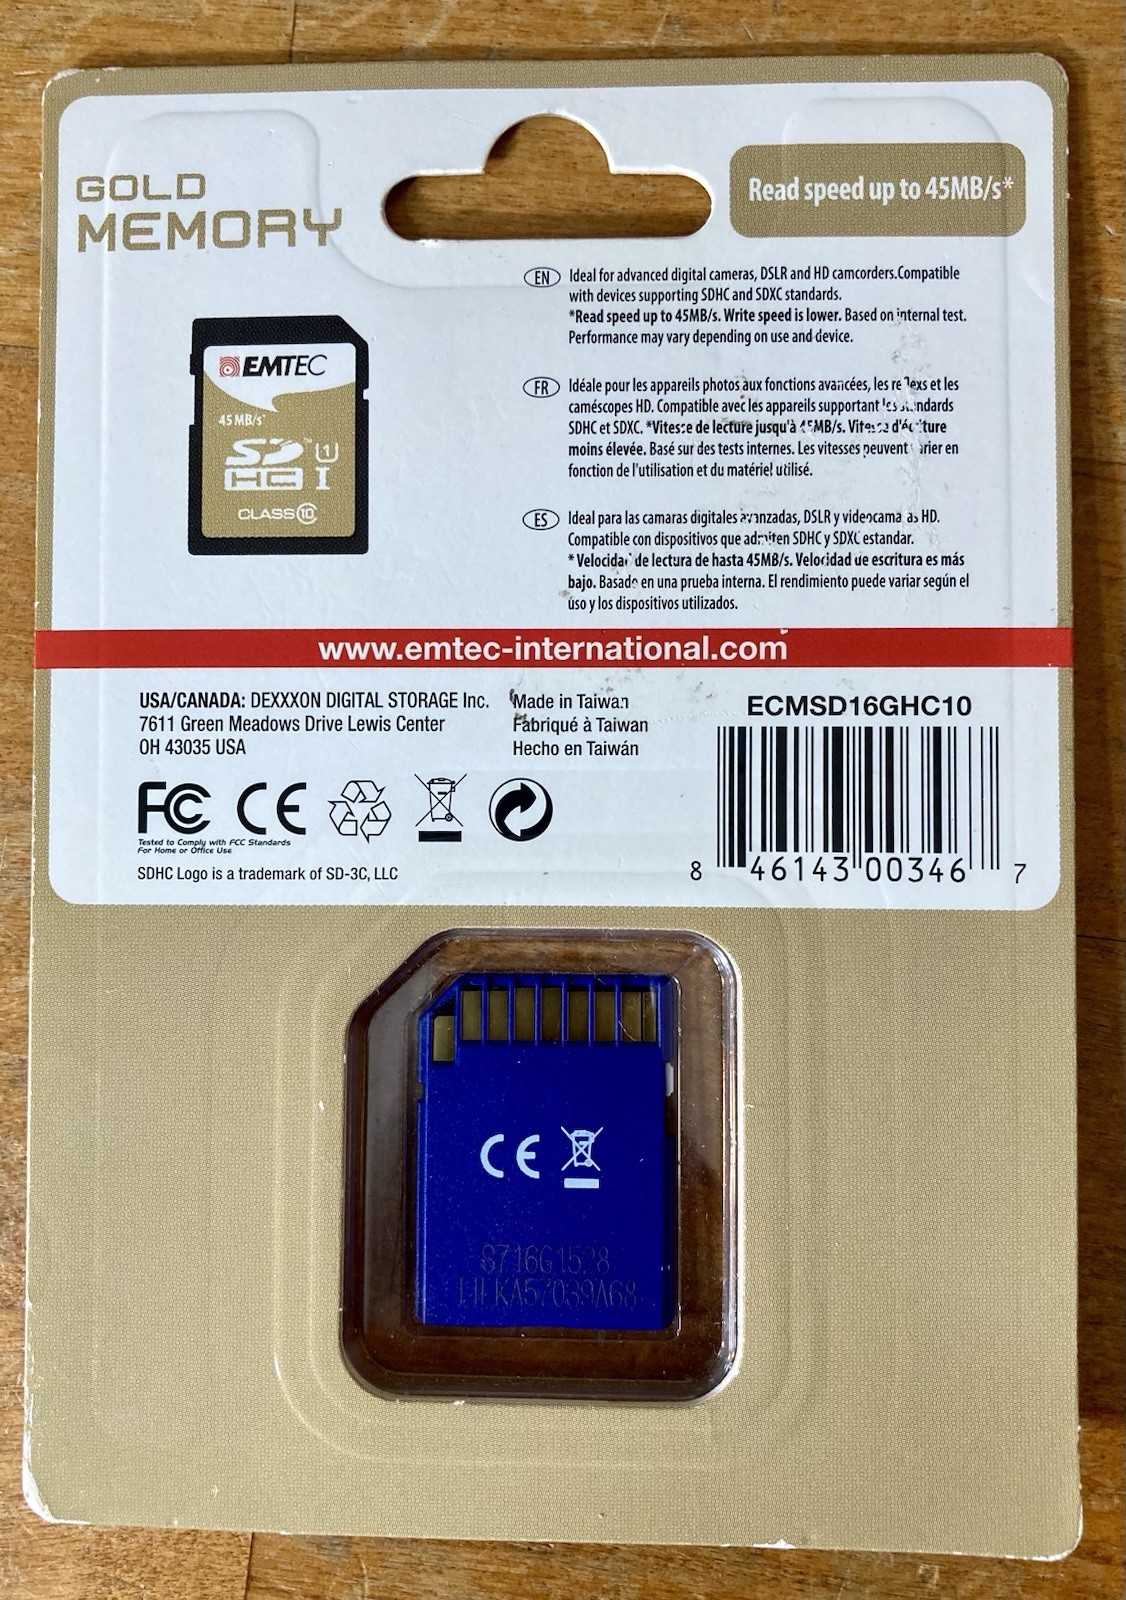 GOLD
MEMORY
Read speed up to 45MB/s*
EMTEC
45 MB/s*
SD™ U1
HC I
CLASS 10
EN Ideal for advanced digital cameras, DSLR and HD camcorders.Compatible
with devices supporting SDHC and SDXC standards.
*Read speed up to 45MB/s. Write speed is lower. Based on internal test.
Performance may vary depending on use and device.
FR Idéale pour les appareils photos aux fonctions avancées, les reflexs et les
caméscopes HD. Compatible avec les appareils supportant les standards
SDHC et SDXC. *Vitesse de lecture jusqu'à 45MB/s. Vitesse d'écriture
moins élevée. Basé sur des tests internes. Les vitesses peuvent varier en
fonction de l'utilisation et du matériel utilisé.
ES Ideal para las camaras digitales avanzadas, DSLR y videocamaras HD.
Compatible con dispositivos que admiten SDHC y SDXC estandar.
* Velocidad de lectura de hasta 45MB/s. Velocidad de escritura es más
bajo. Basado en una prueba interna. El rendimiento puede variar según el
uso y los dispositivos utilizados.
www.emtec-international.com
USA/CANADA: DEXXXON DIGITAL STORAGE Inc.
7611 Green Meadows Drive Lewis Center
OH 43035 USA
Made in Taiwan
Fabriqué à Taiwan
Hecho en Taiwán
ECMSD16GHC10
FC CE
Tested to Comply with FCC Standards
For Home or Office Use
SDHC Logo is a trademark of SD-3C, LLC
8 46143 00346 7
CE